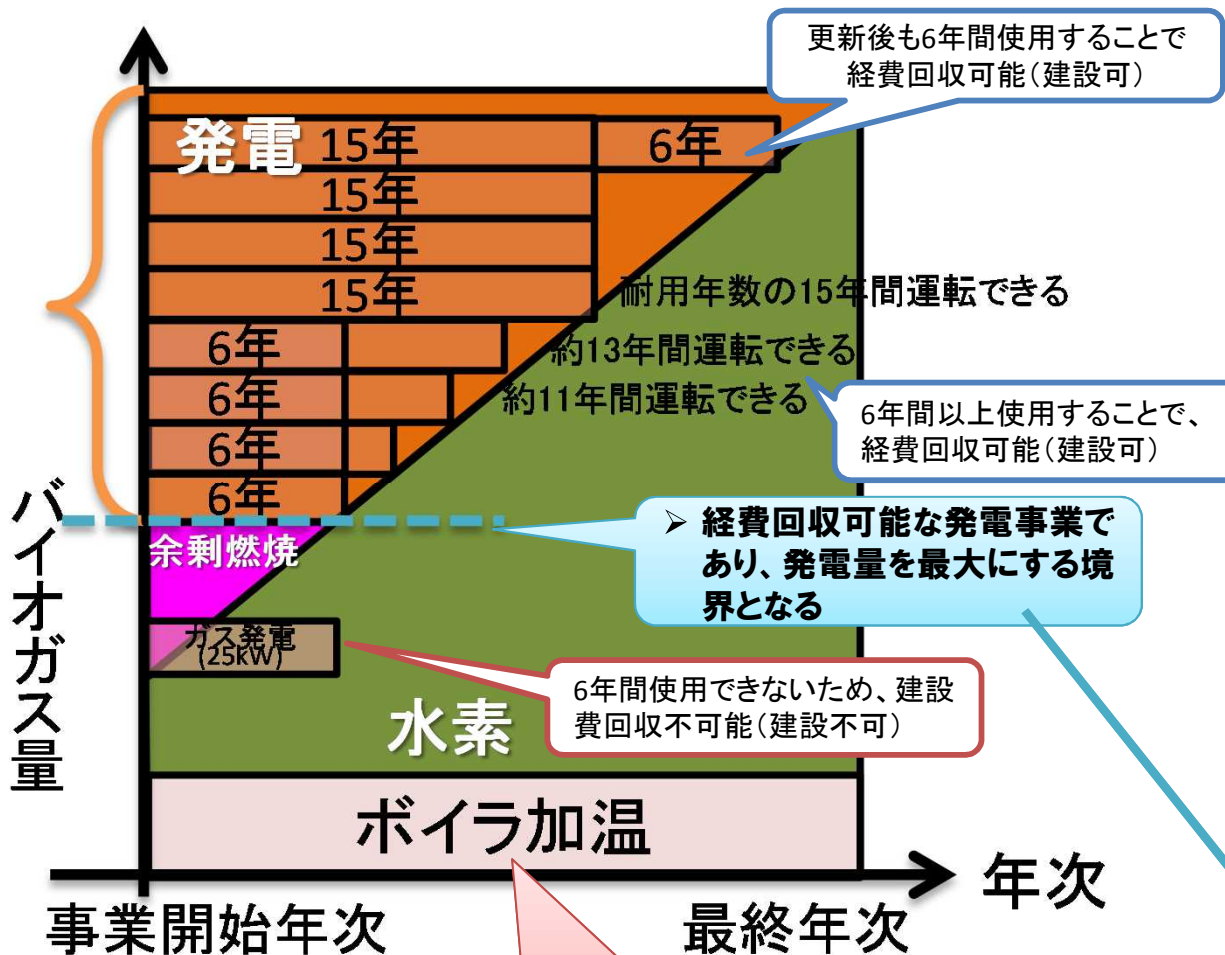 更新後も6年間使用することで
経費回収可能(建設可)
発電
15年
6年
15年
15年
15年
耐用年数の15年間運転できる
6年
約13年間運転できる
6年
約11年間運転できる
6年
6年
6年間以上使用することで、
経費回収可能(建設可)
バイオガス量
余剰燃焼
➢ 経費回収可能な発電事業で
あり、発電量を最大にする境
界となる
ガス発電
(25kW)
6年間使用できないため、建設
費回収不可能(建設不可)
水素
ボイラ加温
年次
事業開始年次
最終年次